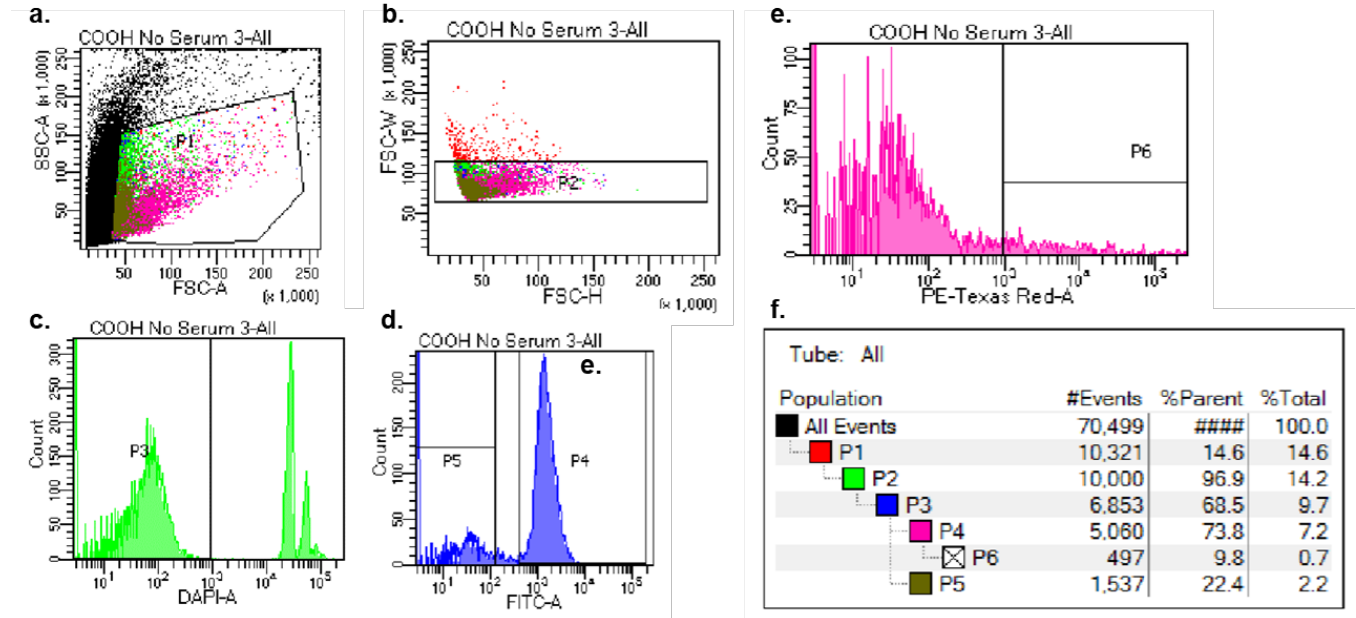 a.
COOH No Serum 3-All
SSC-A (x 1,000)
50 100 150 200 250
P1
50 100 150 200 250
FSC-A
(x 1,000)
b.
COOH No Serum 3-All
FSC-W (x 1,000)
50 100 150 200 250
P2
50 100 150 200 250
FSC-H
(x 1,000)
e.
COOH No Serum 3-All
Count
0 25 50 75 100
P6
10^1 10^2 10^3 10^4 10^5
PE-Texas Red-A
c.
COOH No Serum 3-All
Count
0 50 100 150 200 250 300
P3
10^1 10^2 10^3 10^4 10^5
DAPI-A
d.
COOH No Serum 3-All
e.
Count
0 50 100 150 200
P5
P4
10^1 10^2 10^3 10^4 10^5
FITC-A
f.
Tube: All
Population #Events %Parent %Total
All Events 70,499 #### 100.0
P1 10,321 14.6 14.6
P2 10,000 96.9 14.2
P3 6,853 68.5 9.7
P4 5,060 73.8 7.2
P6 497 9.8 0.7
P5 1,537 22.4 2.2